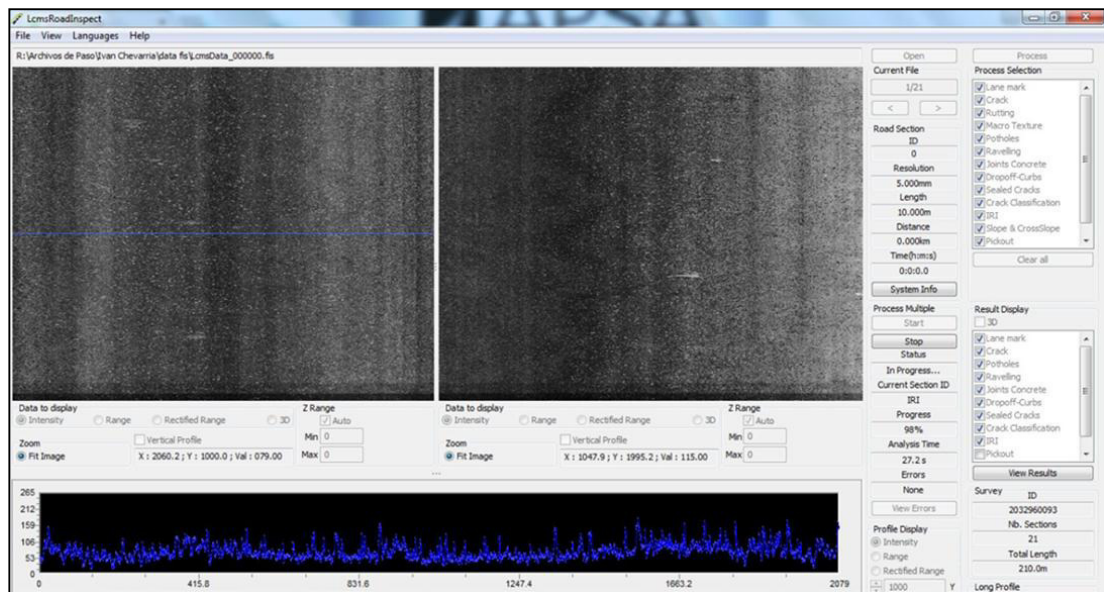 APSA
LcmsRoadInspect
File View Languages Help
R:\Archivos de Paso\Ivan Chevarria\data fis\LcmsData_000000.fis
Data to display
Intensity Range Rectified Range 3D
Zoom
Vertical Profile
Fit Image
X : 2060.2 ; Y : 1000.0 ; Val : 079.00
Z Range
Auto
Min 0
Max 0
Data to display
Intensity Range Rectified Range 3D
Zoom
Vertical Profile
Fit Image
X : 1047.9 ; Y : 1995.2 ; Val : 115.00
Z Range
Auto
Min 0
Max 0
265
212
159
106
53
0
0 415.8 831.6 1247.4 1663.2 2079
Open
Current File
1/21
< >
Road Section
ID
0
Resolution
5.000mm
Length
10.000m
Distance
0.000km
Time(h:m:s)
0:0:0.0
System Info
Process Multiple
Start
Stop
Status
In Progress...
Current Section ID
IRI
Progress
98%
Analysis Time
27.2 s
Errors
None
View Errors
Profile Display
Intensity
Range
Rectified Range
1000 Y
Process
Process Selection
Lane mark
Crack
Rutting
Macro Texture
Potholes
Ravelling
Joints Concrete
Dropoff-Curbs
Sealed Cracks
Crack Classification
IRI
Slope & CrossSlope
Pickout
Clear all
Result Display
3D
Lane mark
Crack
Potholes
Ravelling
Joints Concrete
Dropoff-Curbs
Sealed Cracks
Crack Classification
IRI
Pickout
View Results
Survey
ID
2032960093
Nb. Sections
21
Total Length
210.0m
Long Profile